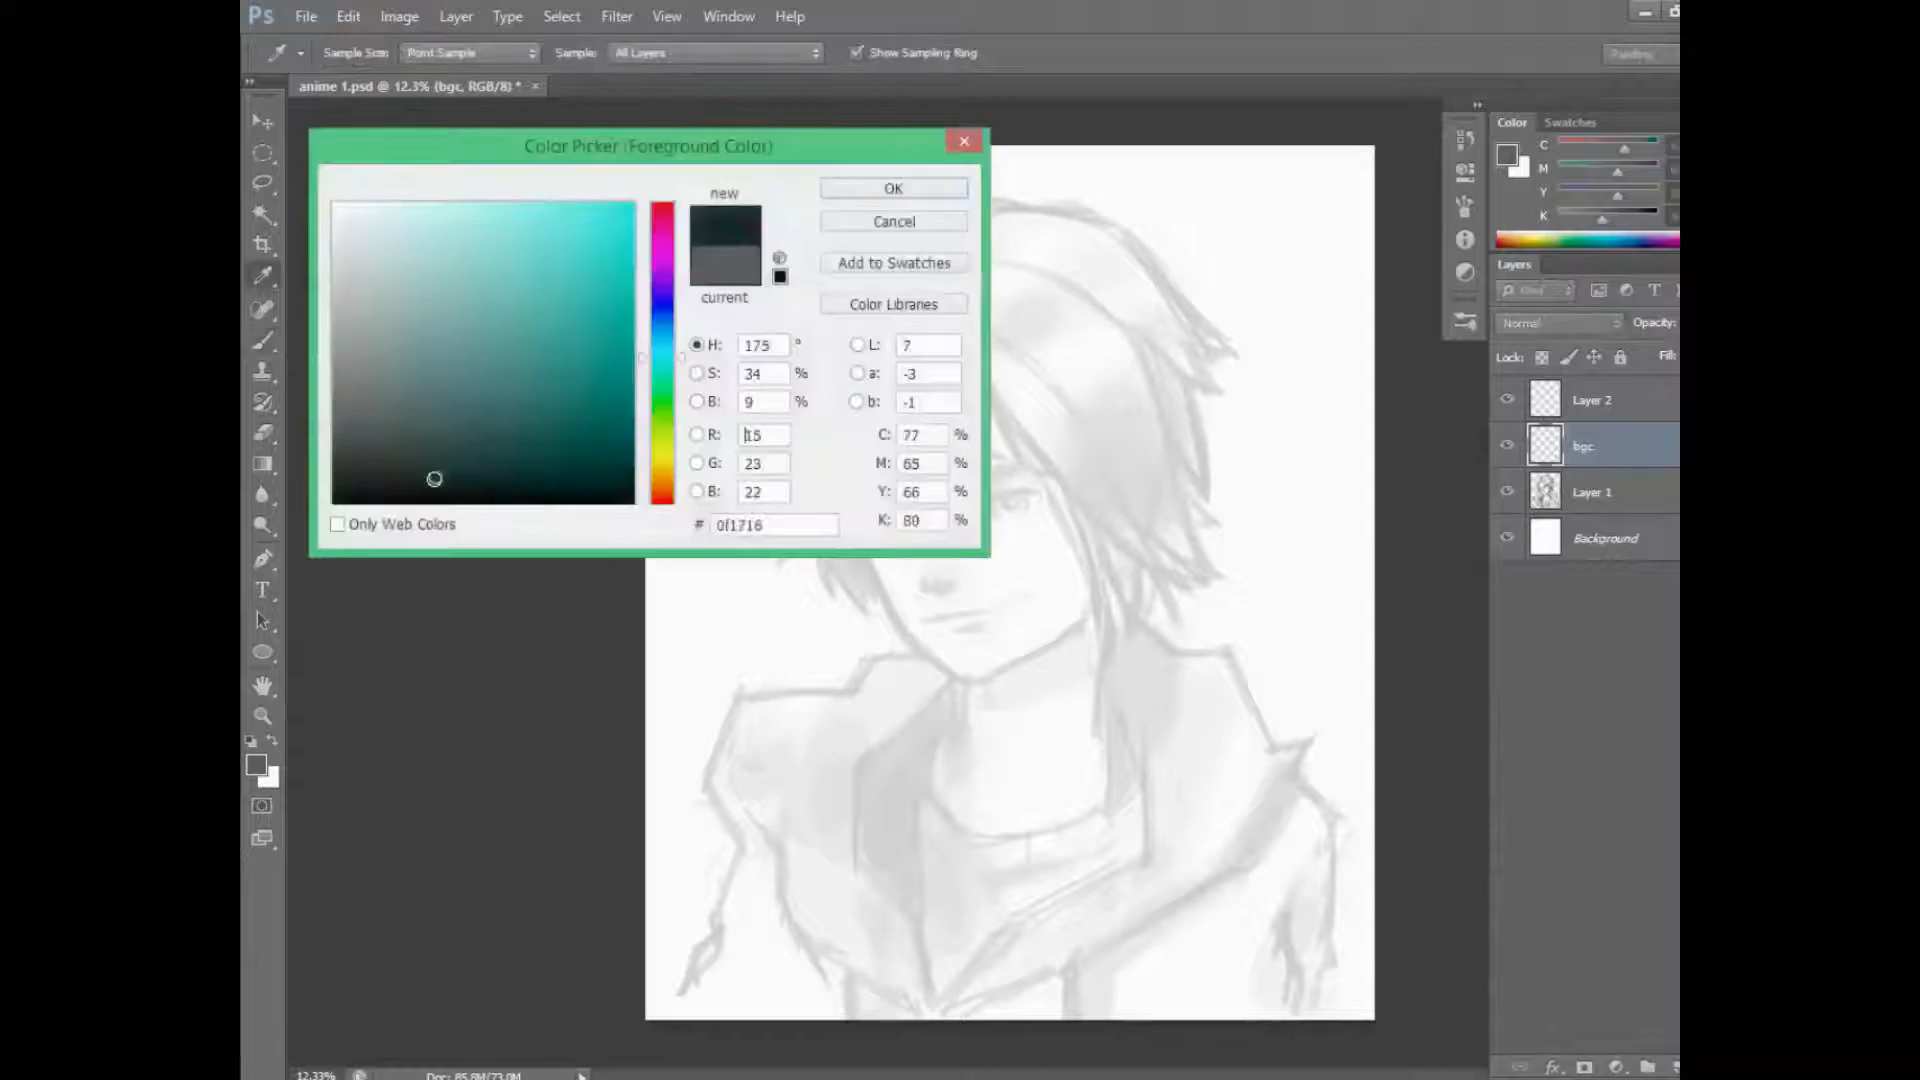 Ps File Edit Image Layer Type Select Filter View Window Help
Sample Size: Point Sample Sample: All Layers Show Sampling Ring
anime 1.psd @ 12.3% (bgc, RGB/8) * ×
Color Picker (Foreground Color)
new
current
OK
Cancel
Add to Swatches
Color Libraries
H: 175 °
S: 34 %
B: 9 %
R: 15
G: 23
B: 22
# 0f1716
L: 7
a: -3
b: -1
C: 77 %
M: 65 %
Y: 66 %
K: 80 %
Only Web Colors
Color Swatches
C
M
Y
K
Layers
Normal Opacity:
Lock: Fill:
Layer 2
bgc
Layer 1
Background
12.33% Doc: 85.8M/73.0M